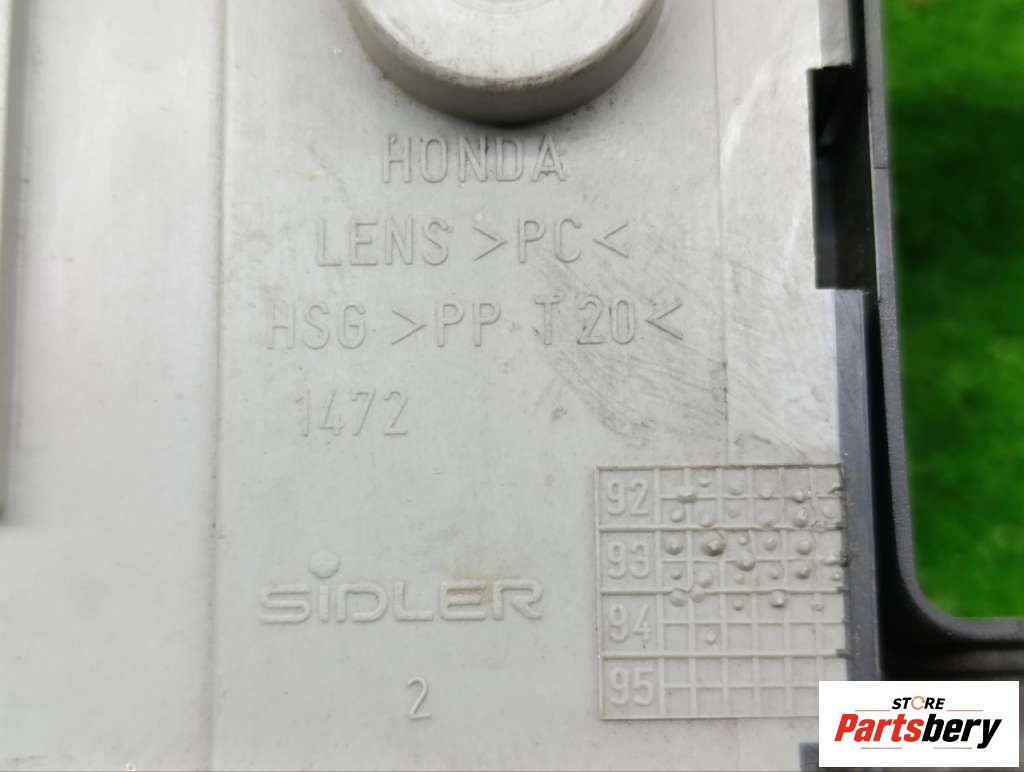 HONDA
LENS >PC<
HSG >PP T20<
1472
92
93
SiDLER
94
2
95
STORE
Partsbery